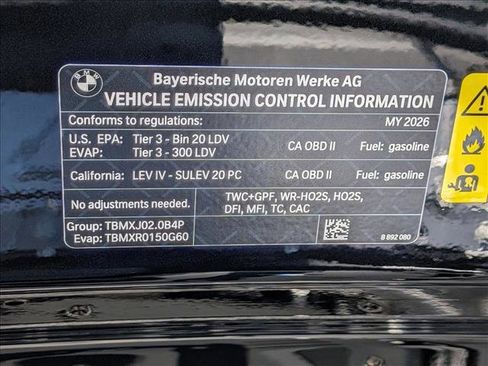 BMW
Bayerische Motoren Werke AG
VEHICLE EMISSION CONTROL INFORMATION
Conforms to regulations: MY 2026
U.S. EPA: Tier 3 - Bin 20 LDV CA OBD II Fuel: gasoline
EVAP: Tier 3 - 300 LDV
California: LEV IV - SULEV 20 PC CA OBD II Fuel: gasoline
No adjustments needed. TWC+GPF, WR-HO2S, HO2S,
DFI, MFI, TC, CAC
Group: TBMXJ02.0B4P
Evap: TBMXR0150G60
8 892 080